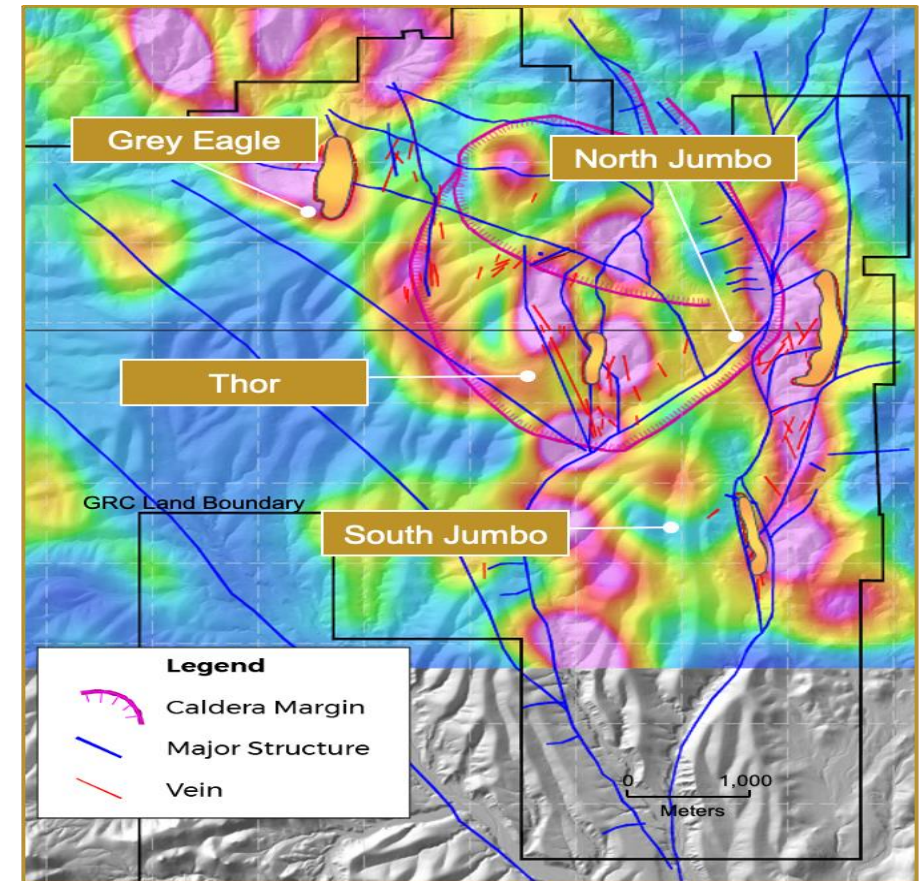 Grey Eagle
North Jumbo
Thor
GRC Land Boundary
South Jumbo
Legend
Caldera Margin
Major Structure
Vein
0 1,000
Meters